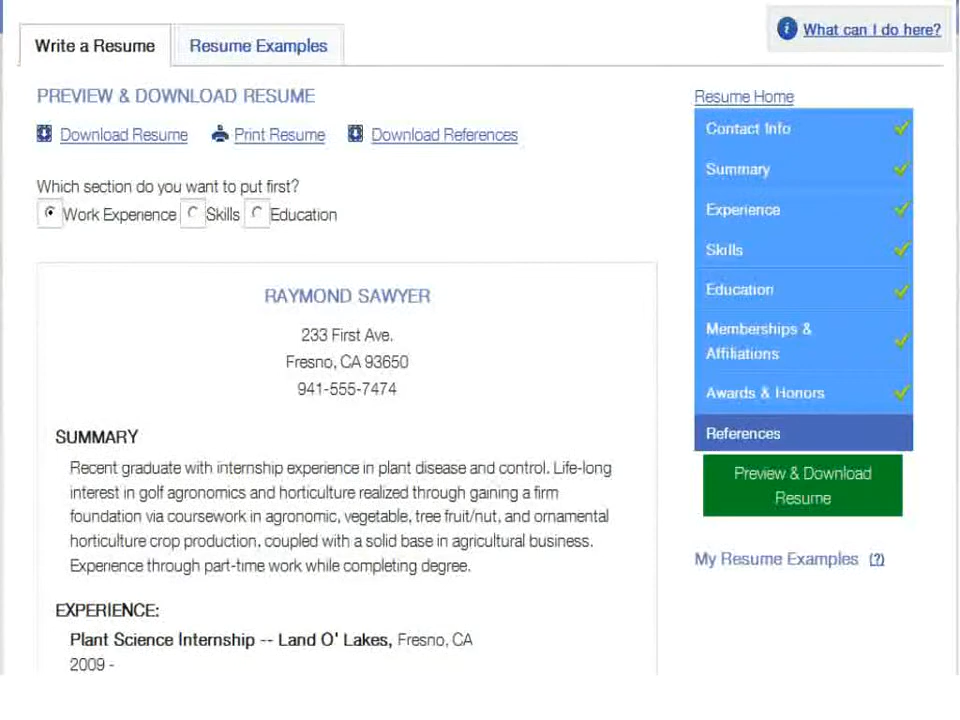 What can I do here?
Write a Resume
Resume Examples
PREVIEW & DOWNLOAD RESUME
Download Resume
Print Resume
Download References
Which section do you want to put first?
Work Experience Skills Education
RAYMOND SAWYER
233 First Ave.
Fresno, CA 93650
941-555-7474
SUMMARY
Recent graduate with internship experience in plant disease and control. Life-long
interest in golf agronomics and horticulture realized through gaining a firm
foundation via coursework in agronomic, vegetable, tree fruit/nut, and ornamental
horticulture crop production, coupled with a solid base in agricultural business.
Experience through part-time work while completing degree.
EXPERIENCE:
Plant Science Internship -- Land O' Lakes, Fresno, CA
2009 -
Resume Home
Contact Info
Summary
Experience
Skills
Education
Memberships &
Affiliations
Awards & Honors
References
Preview & Download
Resume
My Resume Examples (?)